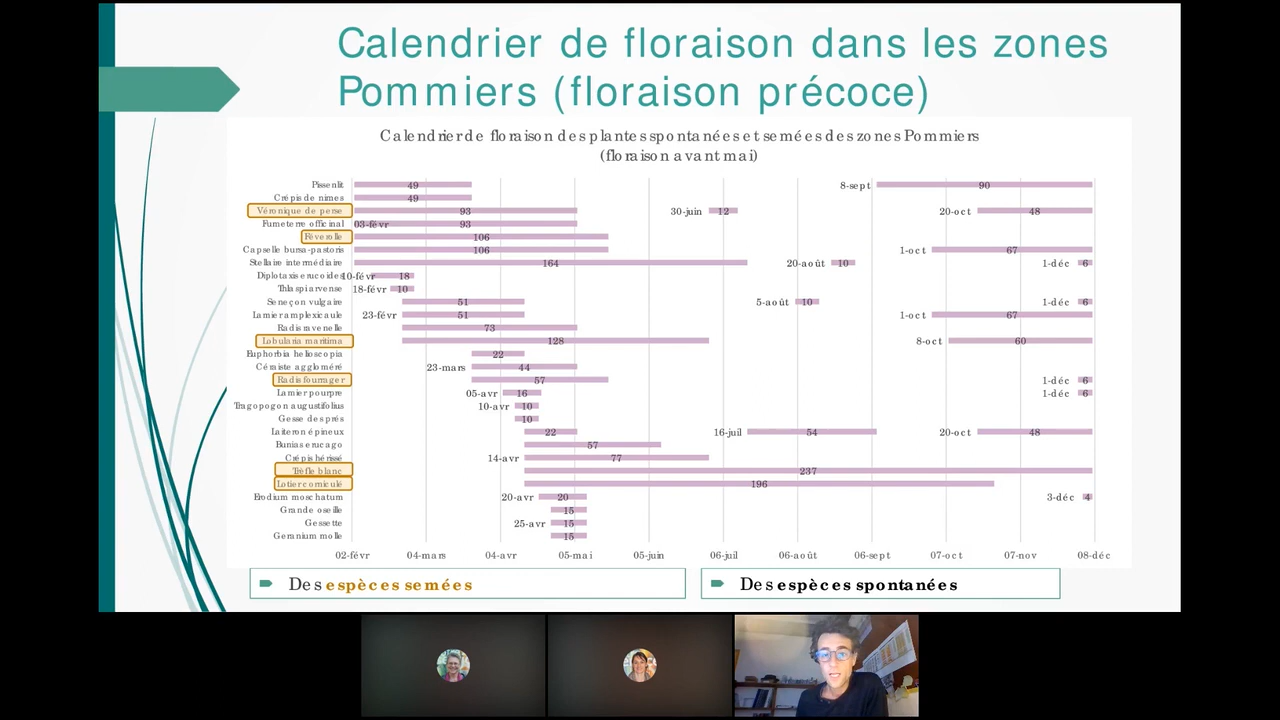 Calendrier de floraison dans les zones
Pommiers (floraison précoce)
Calendrier de floraison des plantes spontanées et semées des zones Pommiers
(floraison avant mai)
Pissenlit 49 8-sept 90
Crépis de nimes 49
Véronique de perse 93 30-juin 12 20-oct 48
Fumeterre officinal 03-févr 93
Féverolle 106
Capselle bursa-pastoris 106 1-oct 67
Stellaire intermédiaire 164 20-août 10 1-déc 6
Diplotaxis erucoides 10-févr 18
Thlaspi arvense 18-févr 10
Seneçon vulgaire 51 5-août 10 1-déc 6
Lamier amplexicaule 23-févr 51 1-oct 67
Radis ravenelle 73
Lobularia maritima 128 8-oct 60
Euphorbia helioscopia 22
Céraiste aggloméré 23-mars 44
Radis fourrager 57 1-déc 6
Lamier pourpre 05-avr 16 1-déc 6
Tragopogon augustifolius 10-avr 10
Gesse des prés 10
Laiteron épineux 22 16-juil 54 20-oct 48
Bunias erucago 57
Crépis hérissé 14-avr 77
Trèfle blanc 237
Lotier corniculé 196
Erodium moschatum 20-avr 20 3-déc 4
Grande oseille 15
Gessette 25-avr 15
Geranium molle 15
02-févr 04-mars 04-avr 05-mai 05-juin 06-juil 06-août 06-sept 07-oct 07-nov 08-déc
Des espèces semées
Des espèces spontanées